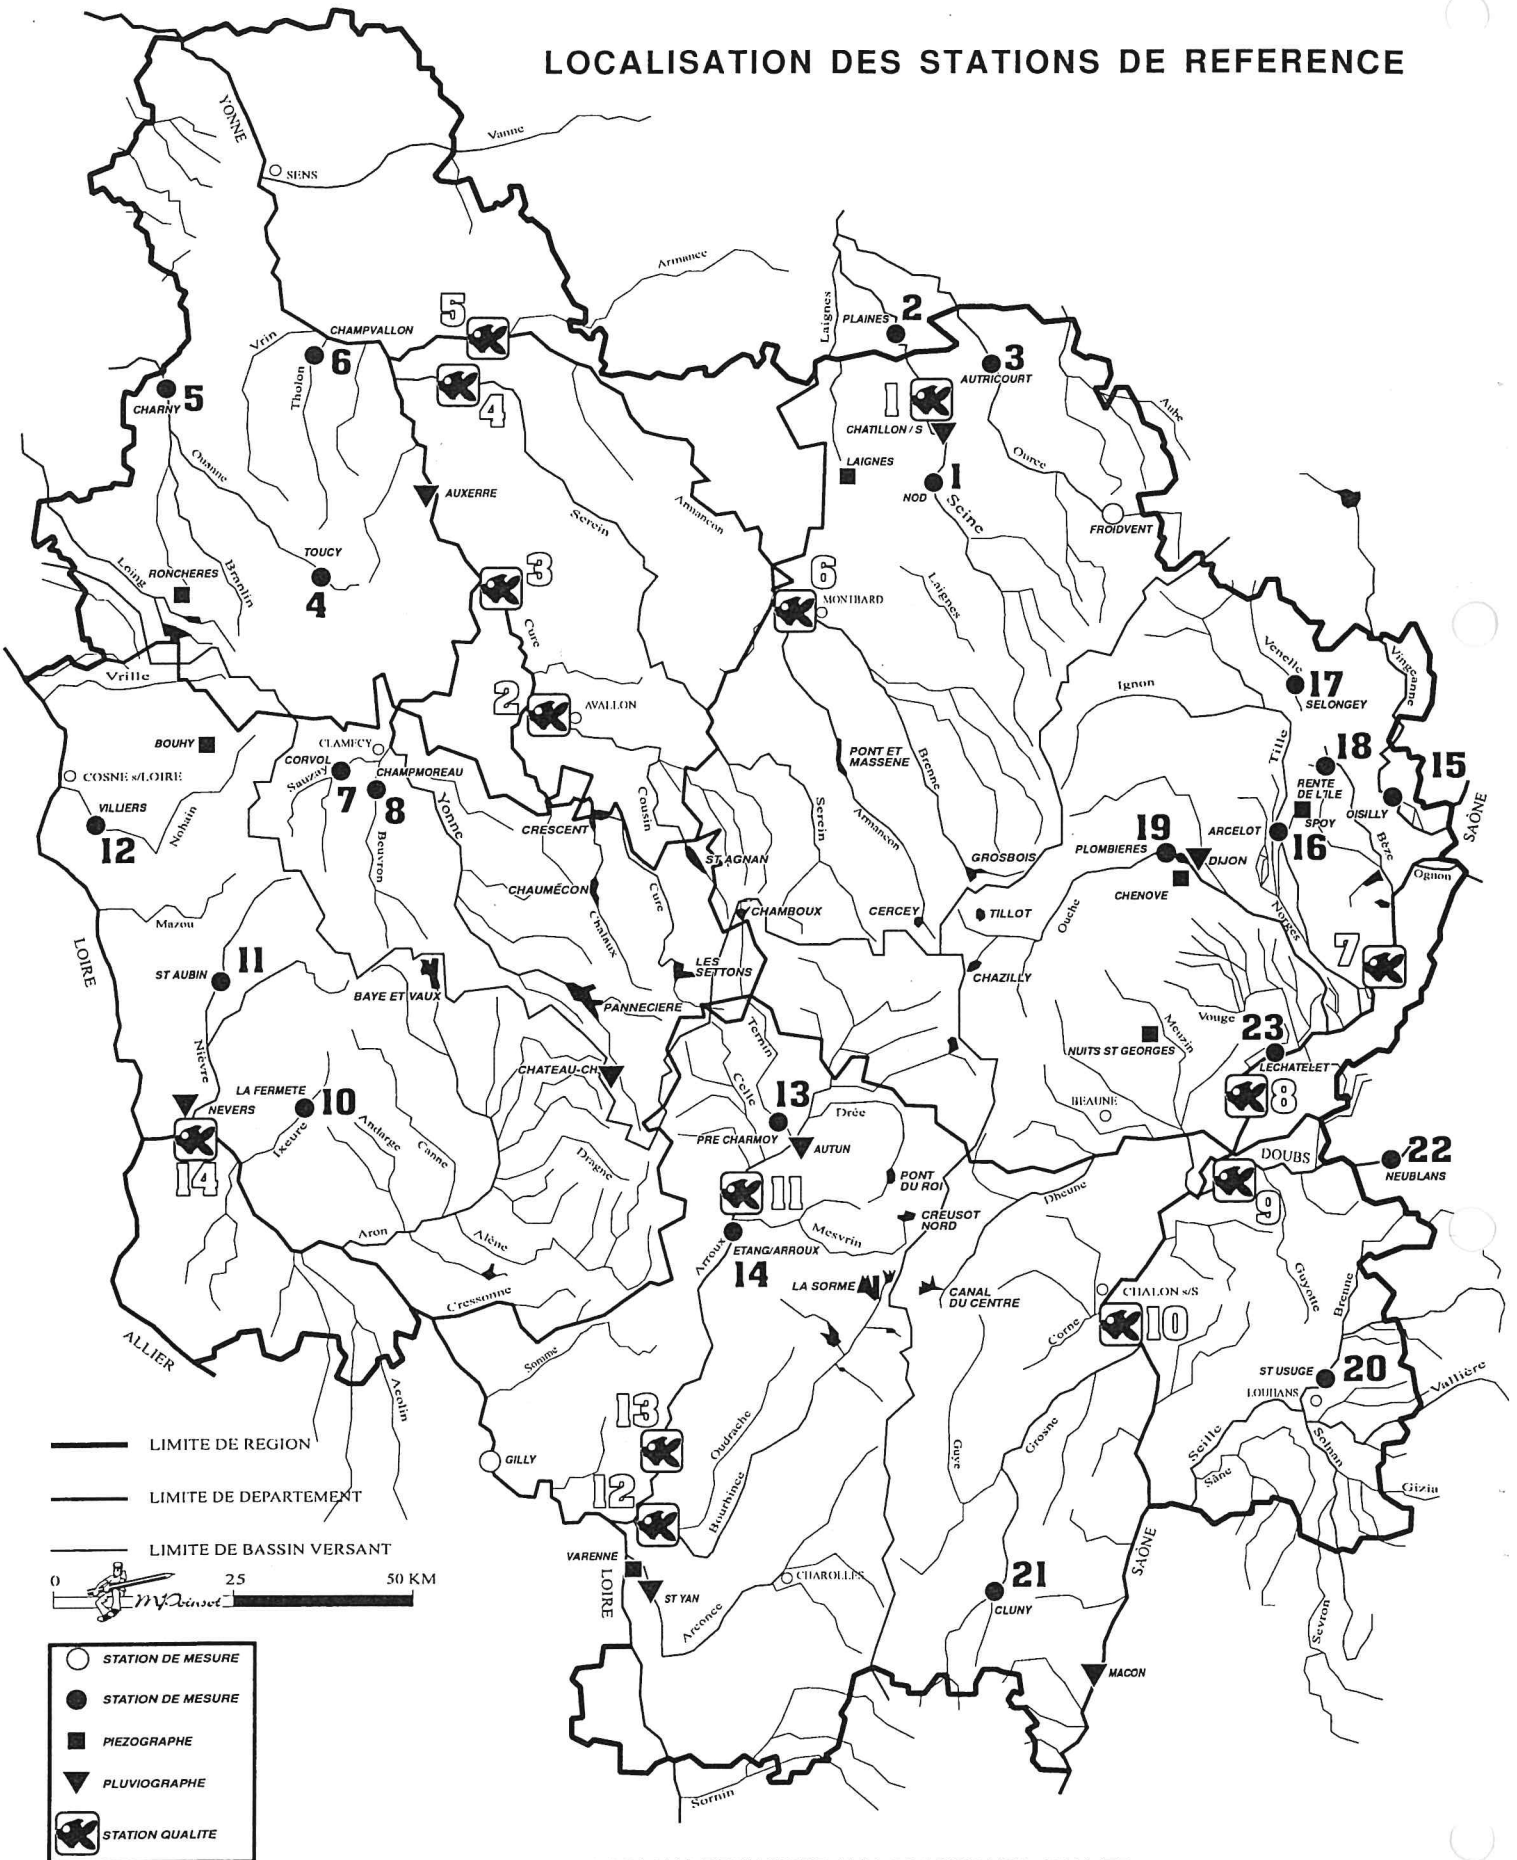 LOCALISATION DES STATIONS DE REFERENCE
YONNE
Vanne
SENS
Armance
5
CHAMPVALLON
Vrin
6
Tholon
4
5
CHARNY
Laignes
PLAINES
2
3
AUTRICOURT
1
CHATILLON / S
LAIGNES
1
NOD
Seine
Ource
Aube
FROIDVENT
Ouanne
AUXERRE
Serein
Armancon
TOUCY
4
Loing
RONCHERES
Branlin
3
Cure
6
MONTBARD
Laignes
Venelle
17
SELONGEY
Vingeanne
Vrille
Ignon
2
AVALLON
BOUHY
CLAMECY
CORVOL
Sauzay
7
CHAMPMOREAU
8
COSNE s/LOIRE
VILLIERS
12
Nohain
Beuvron
Yonne
PONT ET
MASSENE
Brenne
Tille
18
RENTE
DE L'ILE
15
OISILLY
SAÔNE
SPOY
ARCELOT
16
Bèze
CRESCENT
Cousin
Serein
Armancon
19
PLOMBIERES
DIJON
GROSBOIS
ST AGNAN
CHAUMÉCON
Cure
Chalaux
CHENOVE
Ognon
CHAMBOUX
CERCEY
TILLOT
Ouche
Norges
7
Mazou
LOIRE
ST AUBIN
11
BAYE ET VAUX
LES
SETTONS
PANNECIERE
CHAZILLY
Vouge
23
LECHATELET
Meuzin
NUITS ST GEORGES
Ternin
Celle
Nièvre
CHATEAU-CH
13
PRE CHARMOY
AUTUN
Drée
LA FERMETE
10
NEVERS
14
Ixeure
Andarge
Canne
Dragne
BEAUNE
8
DOUBS
22
NEUBLANS
9
11
PONT
DU ROI
Dheune
Aron
Alène
Arroux
ETANG/ARROUX
14
Mesvrin
CREUSOT
NORD
LA SORME
CANAL
DU CENTRE
CHALON s/S
10
Corne
Guyotte
Brenne
Cressonne
ALLIER
Acolin
Somme
ST USUGE
20
LOUHANS
Vallière
Seille
Solnan
Sâne
Gizia
13
Oudrache
Guye
Grosne
GILLY
12
Bourbince
VARENNE
LOIRE
ST YAN
Arconce
CHAROLLES
21
CLUNY
SAÔNE
Sevron
MACON
Sornin
LIMITE DE REGION
LIMITE DE DEPARTEMENT
LIMITE DE BASSIN VERSANT
0 25 50 KM
MPoinsot
STATION DE MESURE
STATION DE MESURE
PIEZOGRAPHE
PLUVIOGRAPHE
STATION QUALITE